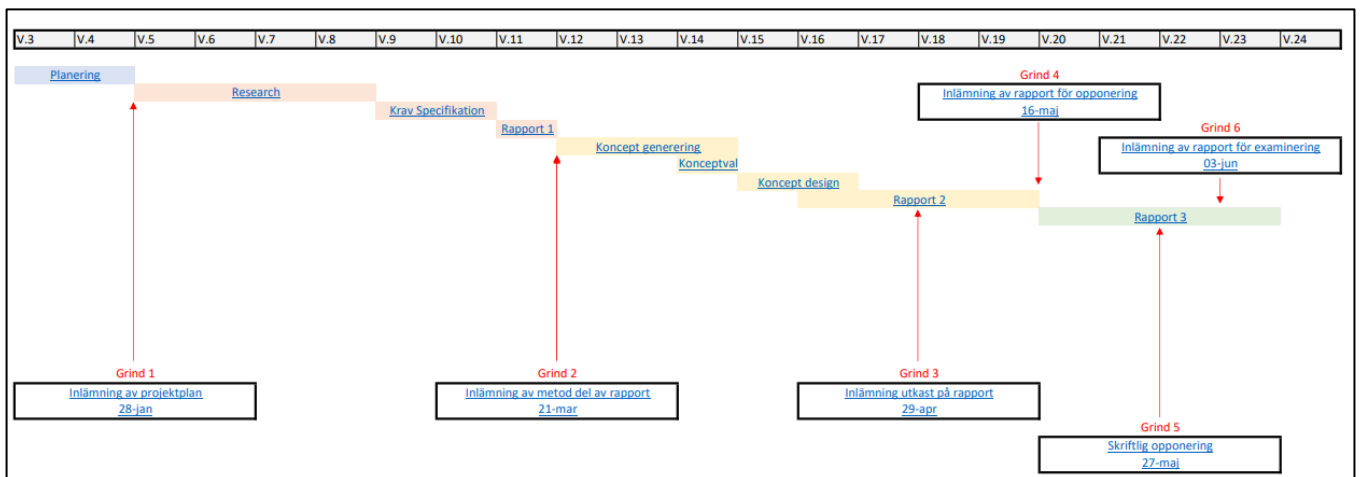 V.3 V.4 V.5 V.6 V.7 V.8 V.9 V.10 V.11 V.12 V.13 V.14 V.15 V.16 V.17 V.18 V.19 V.20 V.21 V.22 V.23 V.24
Planering
Research
Krav Specifikation
Rapport 1
Koncept generering
Konceptval
Koncept design
Rapport 2
Rapport 3
Grind 4
Inlämning av rapport för opponering
16-maj
Grind 6
Inlämning av rapport för examinering
03-jun
Grind 1
Inlämning av projektplan
28-jan
Grind 2
Inlämning av metod del av rapport
21-mar
Grind 3
Inlämning utkast på rapport
29-apr
Grind 5
Skriftlig opponering
27-maj